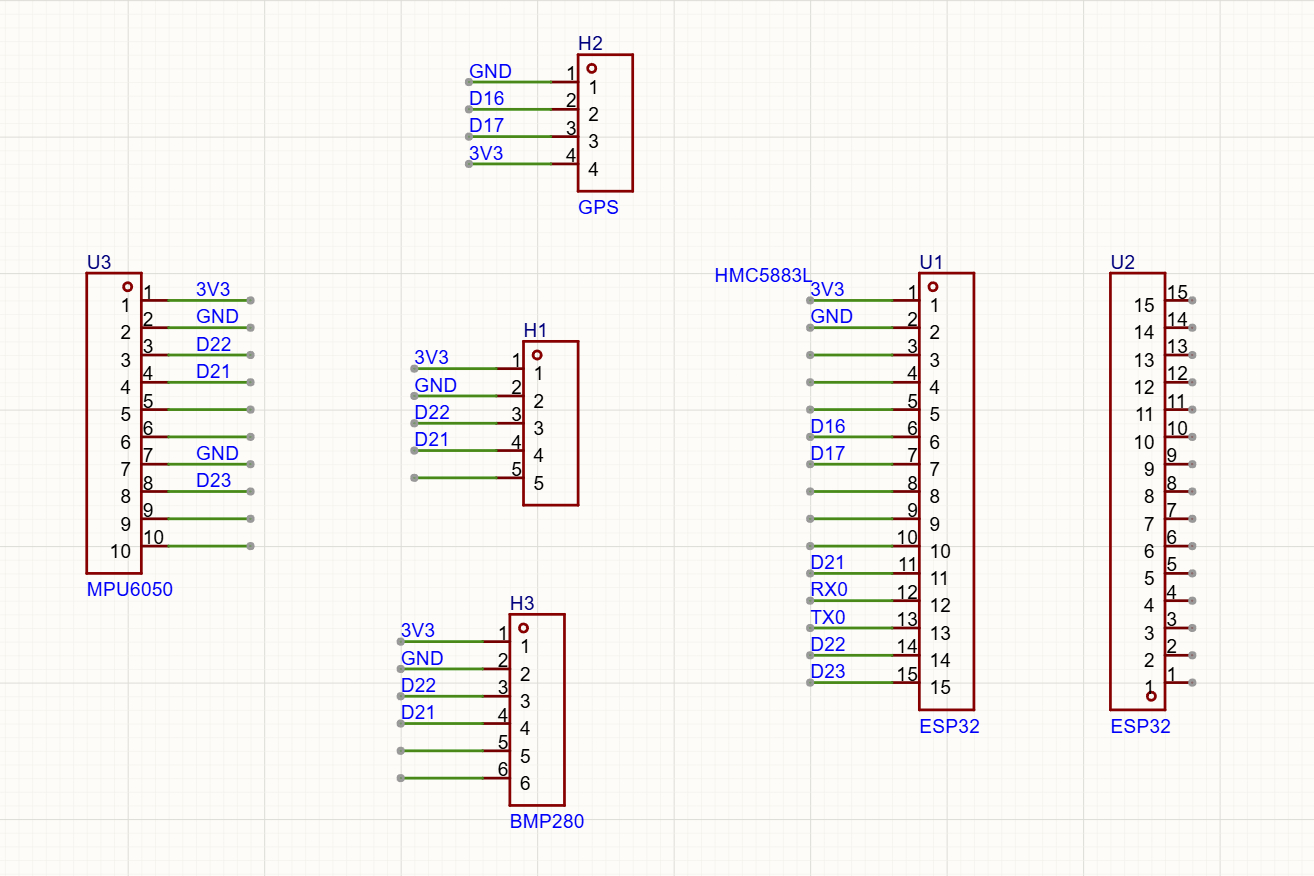 H2
GND 1 1
D16 2 2
D17 3 3
3V3 4 4
GPS
U3
1 1 3V3
2 2 GND
3 3 D22
4 4 D21
5 5
6 6
7 7 GND
8 8 D23
9 9
10 10
MPU6050
H1
3V3 1 1
GND 2 2
D22 3 3
D21 4 4
5 5
H3
3V3 1 1
GND 2 2
D22 3 3
D21 4 4
5 5
6 6
BMP280
HMC5883L
U1
3V3 1 1
GND 2 2
3 3
4 4
5 5
D16 6 6
D17 7 7
8 8
9 9
10 10
D21 11 11
RX0 12 12
TX0 13 13
D22 14 14
D23 15 15
ESP32
U2
15 15
14 14
13 13
12 12
11 11
10 10
9 9
8 8
7 7
6 6
5 5
4 4
3 3
2 2
1 1
ESP32